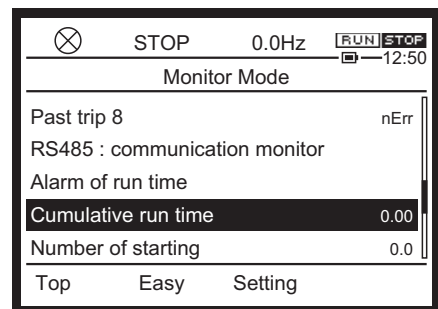 STOP 0.0Hz RUN STOP
12:50
Monitor Mode
Past trip 8 nErr
RS485 : communication monitor
Alarm of run time
Cumulative run time 0.00
Number of starting 0.0
Top Easy Setting